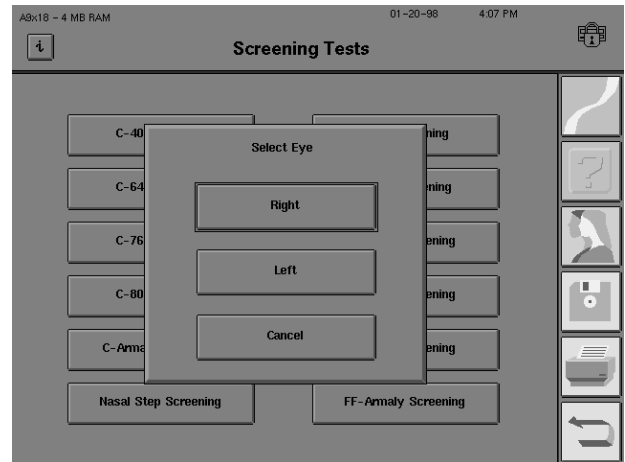 A9x18 - 4 MB RAM 01-20-98 4:07 PM
i Screening Tests
Select Eye
C-40 ning
Right
C-64 ening
C-76 ening
Left
C-80 ening
Cancel
C-Arma ening
Nasal Step Screening FF-Armaly Screening
?